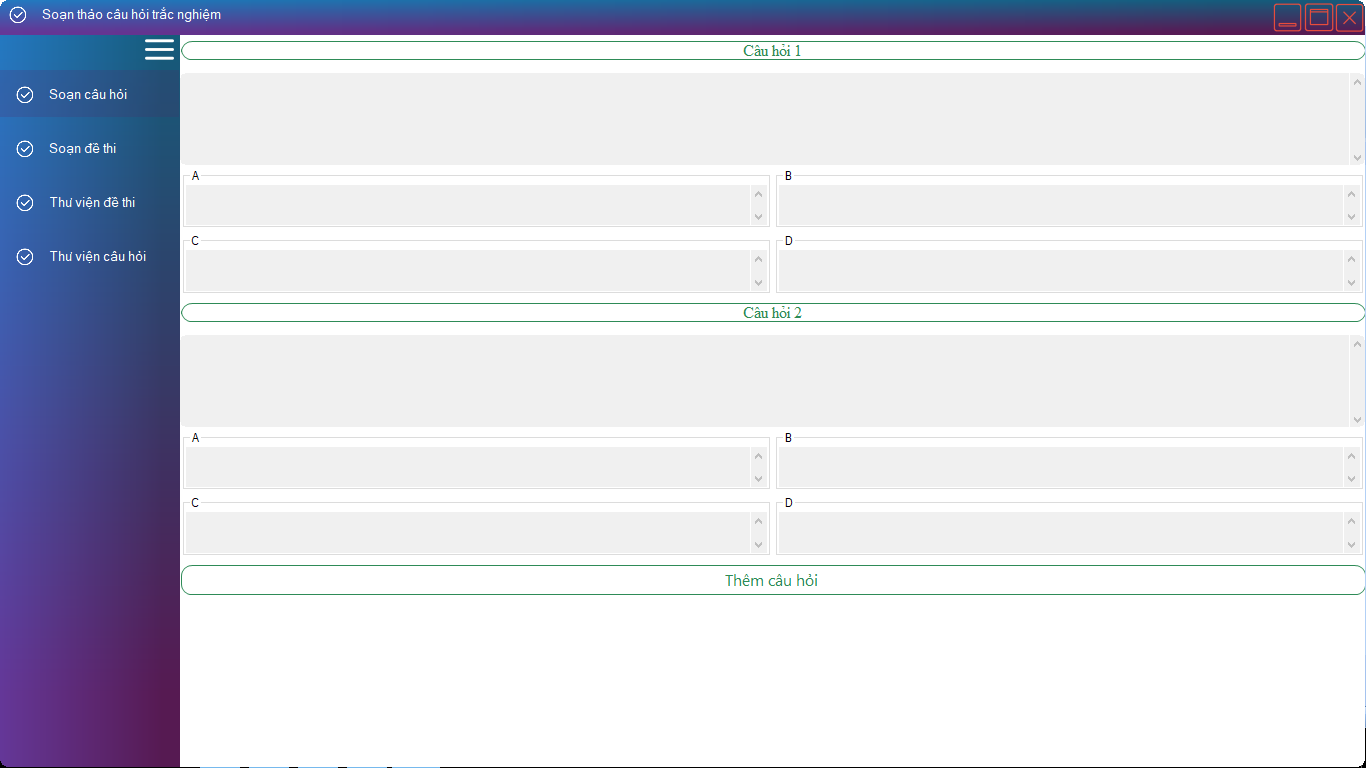 Soạn thảo câu hỏi trắc nghiệm
Soạn câu hỏi
Soạn đề thi
Thư viện đề thi
Thư viện câu hỏi
Câu hỏi 1
A
B
C
D
Câu hỏi 2
A
B
C
D
Thêm câu hỏi